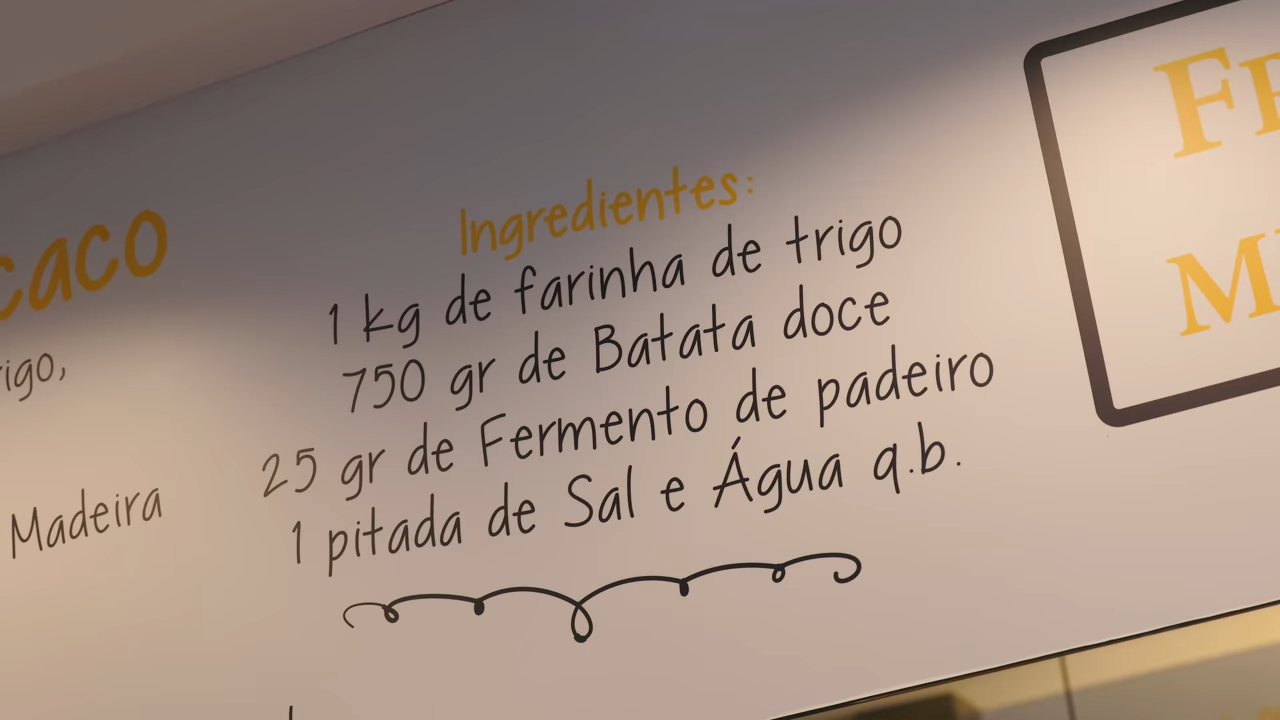 caco
rigo,
Madeira
Ingredientes:
1 kg de farinha de trigo
750 gr de Batata doce
25 gr de Fermento de padeiro
1 pitada de Sal e Água q.b.